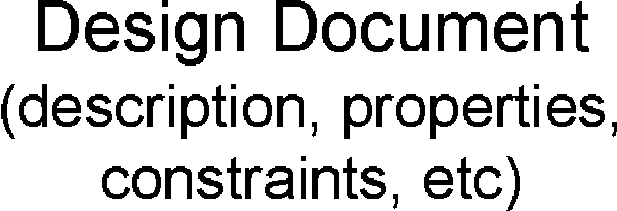 Design Document
(description, properties,
constraints, etc)